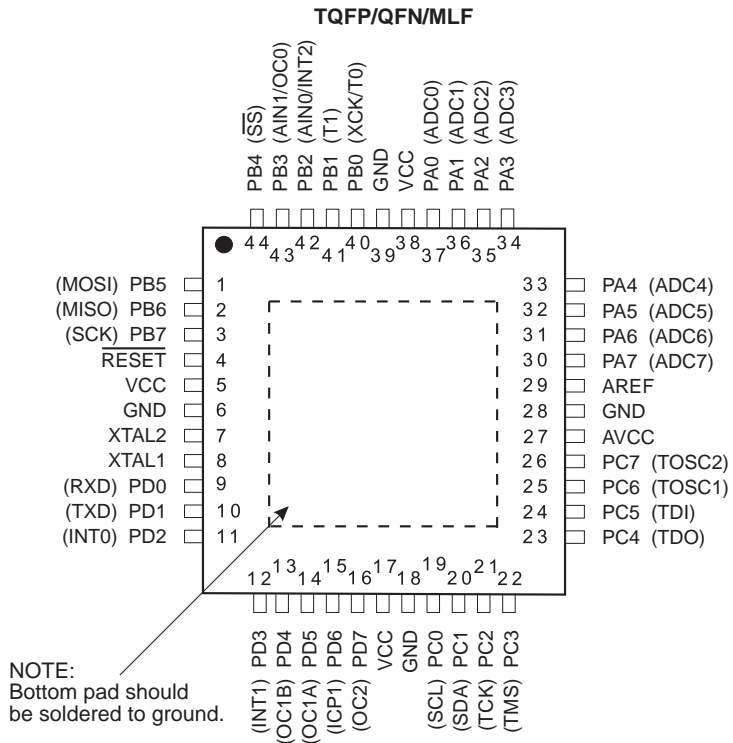 TQFP/QFN/MLF
PB4 (SS)
PB3 (AIN1/OC0)
PB2 (AIN0/INT2)
PB1 (T1)
PB0 (XCK/T0)
GND
VCC
PA0 (ADC0)
PA1 (ADC1)
PA2 (ADC2)
PA3 (ADC3)
44 43 42 41 40 39 38 37 36 35 34
(MOSI) PB5 1
(MISO) PB6 2
(SCK) PB7 3
RESET 4
VCC 5
GND 6
XTAL2 7
XTAL1 8
(RXD) PD0 9
(TXD) PD1 10
(INT0) PD2 11
33 PA4 (ADC4)
32 PA5 (ADC5)
31 PA6 (ADC6)
30 PA7 (ADC7)
29 AREF
28 GND
27 AVCC
26 PC7 (TOSC2)
25 PC6 (TOSC1)
24 PC5 (TDI)
23 PC4 (TDO)
12 13 14 15 16 17 18 19 20 21 22
(INT1) PD3
(OC1B) PD4
(OC1A) PD5
(ICP1) PD6
(OC2) PD7
VCC
GND
(SCL) PC0
(SDA) PC1
(TCK) PC2
(TMS) PC3
NOTE:
Bottom pad should
be soldered to ground.